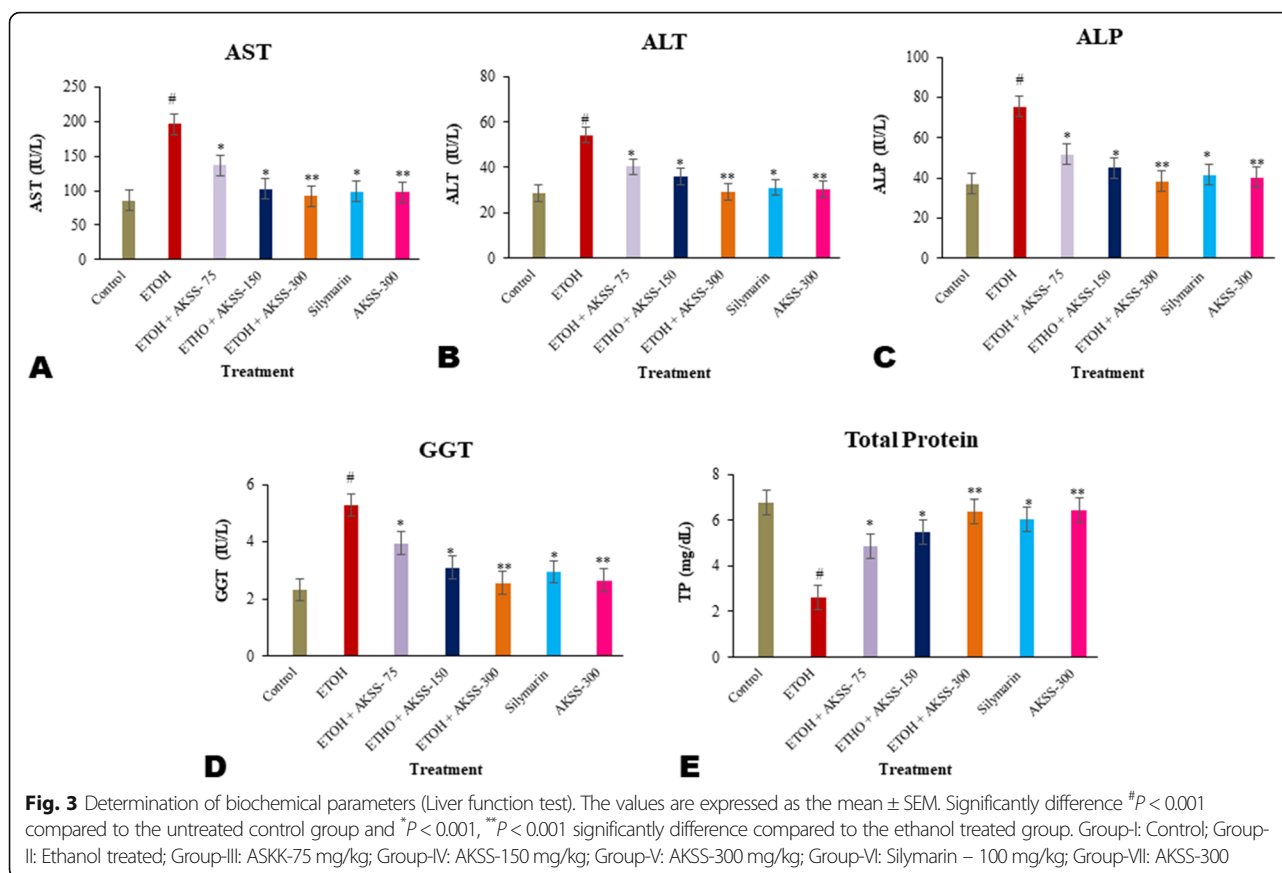 AST
AST (IU/L)
250
200
150
100
50
0
#
*
*
**
*
**
Control
ETOH
ETOH + AKSS- 75
ETHO + AKSS-150
ETOH + AKSS-300
Silymarin
AKSS-300
Treatment
A
ALT
ALT (IU/L)
80
60
40
20
0
#
*
*
**
*
**
Control
ETOH
ETOH + AKSS- 75
ETHO + AKSS-150
ETOH + AKSS-300
Silymarin
AKSS-300
Treatment
B
ALP
ALP (IU/L)
100
80
60
40
20
0
#
*
*
**
*
**
Control
ETOH
ETOH + AKSS- 75
ETHO + AKSS-150
ETOH + AKSS-300
Silymarin
AKSS-300
Treatment
C
GGT
GGT (IU/L)
6
4
2
0
#
*
*
**
*
**
Control
ETOH
ETOH + AKSS- 75
ETHO + AKSS-150
ETOH + AKSS-300
Silymarin
AKSS-300
Treatment
D
Total Protein
TP (mg/dL)
8
6
4
2
0
#
*
*
**
*
**
Control
ETOH
ETOH + AKSS- 75
ETHO + AKSS-150
ETOH + AKSS-300
Silymarin
AKSS-300
Treatment
E
Fig. 3 Determination of biochemical parameters (Liver function test). The values are expressed as the mean ± SEM. Significantly difference #P < 0.001
compared to the untreated control group and *P < 0.001, **P < 0.001 significantly difference compared to the ethanol treated group. Group-I: Control; Group-
II: Ethanol treated; Group-III: ASKK-75 mg/kg; Group-IV: AKSS-150 mg/kg; Group-V: AKSS-300 mg/kg; Group-VI: Silymarin – 100 mg/kg; Group-VII: AKSS-300